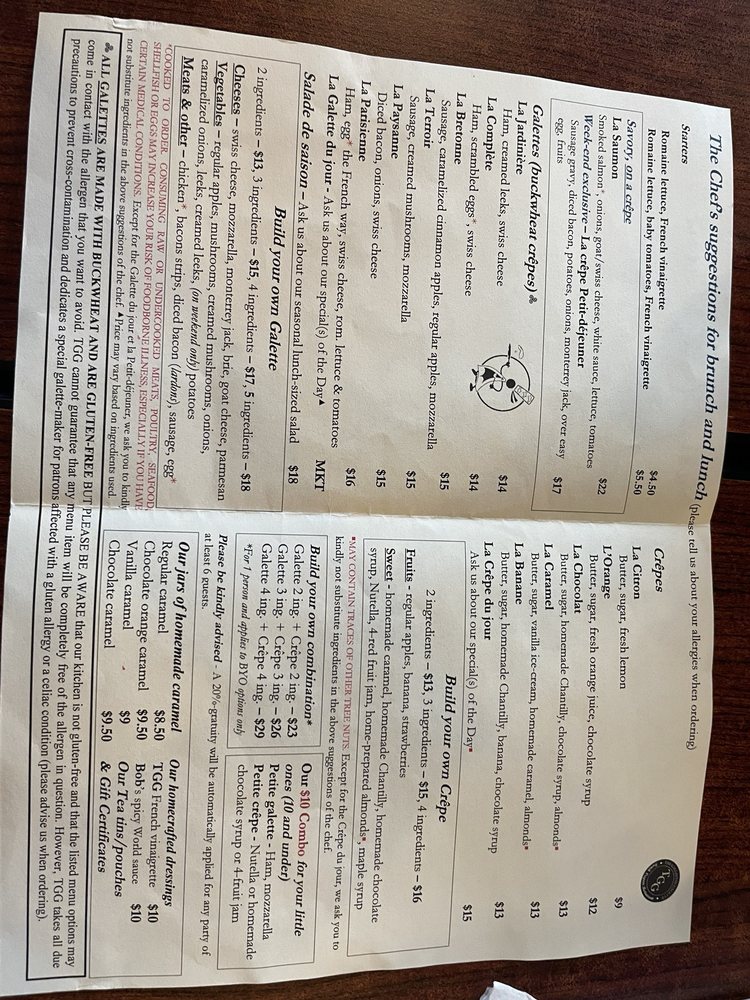 The Chef's suggestions for brunch and lunch (please tell us about your allergies when ordering)
Starters
Romaine lettuce, French vinaigrette $4.50
Romaine lettuce, baby tomatoes, French vinaigrette $5.50
Savory, on a crêpe
La Saumon $22
Smoked salmon*, onions, goat/swiss cheese, white sauce, lettuce, tomatoes
Week-end exclusive – La crêpe Petit-déjeuner $17
Sausage gravy, diced bacon, potatoes, onions, monterrey jack, over easy
egg, fruits
Galettes (buckwheat crêpes)☘
La Jardinière $14
Ham, creamed leeks, swiss cheese
La Complète $14
Ham, scrambled eggs*, swiss cheese
La Bretonne $15
Sausage, caramelized cinnamon apples, regular apples, mozzarella
La Terroir $15
Sausage, creamed mushrooms, mozzarella
La Paysanne $15
Diced bacon, onions, swiss cheese
La Parisienne $16
Ham, egg* the French way, swiss cheese, rom. lettuce & tomatoes
La Galette du jour - Ask us about our special(s) of the Day▲ MKT
Salade de saison – Ask us about our seasonal lunch-sized salad $18
Build your own Galette
2 ingredients – $13, 3 ingredients – $15, 4 ingredients – $17, 5 ingredients – $18
Cheeses – swiss cheese, mozzarella, monterrey jack, brie, goat cheese, parmesan
Vegetables – regular apples, mushrooms, creamed mushrooms, onions,
caramelized onions, leeks, creamed leeks, (on weekend only) potatoes
Meats & other – chicken*, bacons strips, diced bacon (lardons), sausage, egg*
*COOKED TO ORDER. CONSUMING RAW OR UNDERCOOKED MEATS, POULTRY, SEAFOOD,
SHELLFISH OR EGGS MAY INCREASE YOUR RISK OF FOODBORNE ILLNESS, ESPECIALLY IF YOU HAVE
CERTAIN MEDICAL CONDITIONS. Except for the Galette du jour et la Petit-déjeuner, we ask you to kindly
not substitute ingredients in the above suggestions of the chef. ▲Price may vary based on ingredients used.
Crêpes
La Citron $9
Butter, sugar, fresh lemon
L'Orange $12
Butter, sugar, fresh orange juice, chocolate syrup
La Chocolat $13
Butter, sugar, homemade Chantilly, chocolate syrup, almonds*
La Caramel $13
Butter, sugar, vanilla ice-cream, homemade caramel, almonds*
La Banane $13
Butter, sugar, homemade Chantilly, banana, chocolate syrup
La Crêpe du jour $15
Ask us about our special(s) of the Day*
TGG
Build your own Crêpe
2 ingredients – $13, 3 ingredients – $15, 4 ingredients – $16
Fruits - regular apples, banana, strawberries
Sweet - homemade caramel, homemade Chantilly, homemade chocolate
syrup, Nutella, 4-red fruit jam, home-prepared almonds*, maple syrup
*MAY CONTAIN TRACES OF OTHER TREE NUTS. Except for the Crêpe du jour, we ask you to
kindly not substitute ingredients in the above suggestions of the chef.
Build your own combination*
Galette 2 ing. + Crêpe 2 ing. – $23
Galette 3 ing. + Crêpe 3 ing. – $26
Galette 4 ing. + Crêpe 4 ing. – $29
*For 1 person and applies to BYO options only
Our $10 Combo for your little
ones (10 and under)
Petite galette - Ham, mozzarella
Petite crêpe - Nutella or homemade
chocolate syrup or 4-fruit jam
Please be kindly advised - A 20% gratuity will be automatically applied for any party of
at least 6 guests.
Our jars of homemade caramel
Regular caramel $8.50
Chocolate orange caramel $9.50
Vanilla caramel $9
Chocolate caramel $9.50
Our homecrafted dressings
TGG French vinaigrette $10
Bob's spicy World sauce $10
Our Tea tins/pouches
& Gift Certificates
☘ ALL GALETTES ARE MADE WITH BUCKWHEAT AND ARE GLUTEN-FREE BUT PLEASE BE AWARE that our kitchen is not gluten-free and that the listed menu options may
come in contact with the allergen that you want to avoid. TGG cannot guarantee that any menu item will be completely free of the allergen in question. However, TGG takes all due
precautions to prevent cross-contamination and dedicates a special galette-maker for patrons affected with a gluten allergy or a celiac condition (please advise us when ordering).